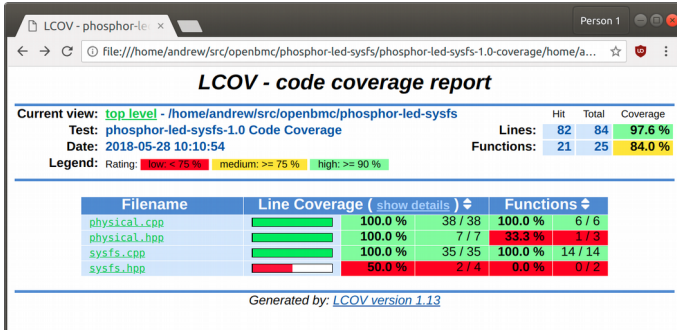 LCOV - phosphor-le
Person 1
file:///home/andrew/src/openbmc/phosphor-led-sysfs/phosphor-led-sysfs-1.0-coverage/home/a...
LCOV - code coverage report
Current view: top level - /home/andrew/src/openbmc/phosphor-led-sysfs Hit Total Coverage
Test: phosphor-led-sysfs-1.0 Code Coverage Lines: 82 84 97.6 %
Date: 2018-05-28 10:10:54 Functions: 21 25 84.0 %
Legend: Rating: low: < 75 % medium: >= 75 % high: >= 90 %
Filename Line Coverage ( show details ) Functions
physical.cpp 100.0 % 38 / 38 100.0 % 6 / 6
physical.hpp 100.0 % 7 / 7 33.3 % 1 / 3
sysfs.cpp 100.0 % 35 / 35 100.0 % 14 / 14
sysfs.hpp 50.0 % 2 / 4 0.0 % 0 / 2
Generated by: LCOV version 1.13